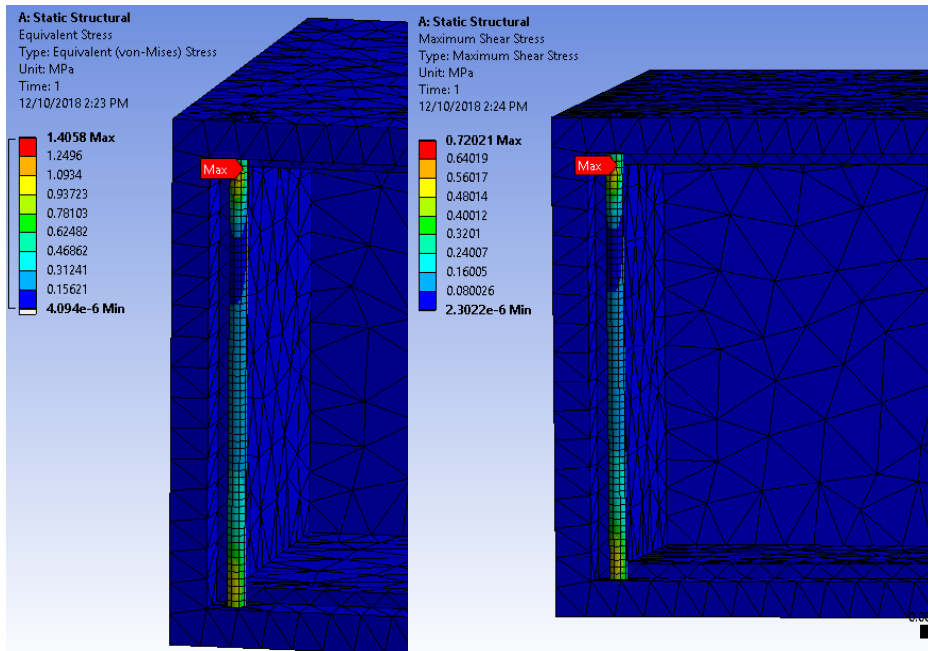 A: Static Structural
Equivalent Stress
Type: Equivalent (von-Mises) Stress
Unit: MPa
Time: 1
12/10/2018 2:23 PM
1.4058 Max
1.2496
1.0934
0.93723
0.78103
0.62482
0.46862
0.31241
0.15621
4.094e-6 Min
Max
A: Static Structural
Maximum Shear Stress
Type: Maximum Shear Stress
Unit: MPa
Time: 1
12/10/2018 2:24 PM
0.72021 Max
0.64019
0.56017
0.48014
0.40012
0.3201
0.24007
0.16005
0.080026
2.3022e-6 Min
Max